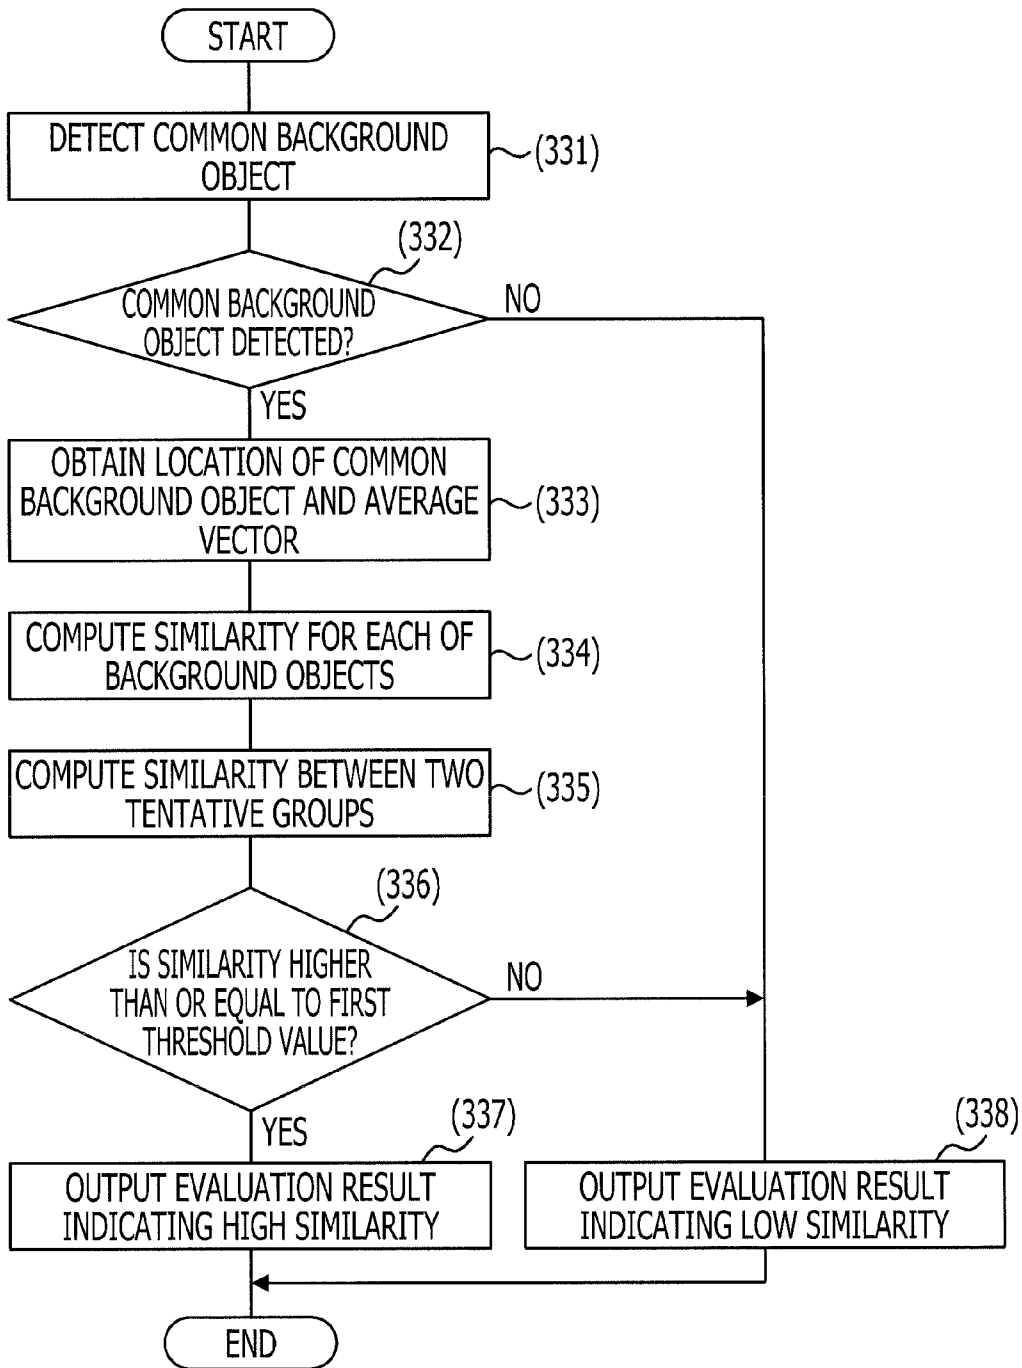 START
DETECT COMMON BACKGROUND
OBJECT
(331)
(332)
COMMON BACKGROUND
OBJECT DETECTED?
NO
YES
OBTAIN LOCATION OF COMMON
BACKGROUND OBJECT AND AVERAGE
VECTOR
(333)
COMPUTE SIMILARITY FOR EACH OF
BACKGROUND OBJECTS
(334)
COMPUTE SIMILARITY BETWEEN TWO
TENTATIVE GROUPS
(335)
(336)
IS SIMILARITY HIGHER
THAN OR EQUAL TO FIRST
THRESHOLD VALUE?
NO
YES
(337)
OUTPUT EVALUATION RESULT
INDICATING HIGH SIMILARITY
(338)
OUTPUT EVALUATION RESULT
INDICATING LOW SIMILARITY
END